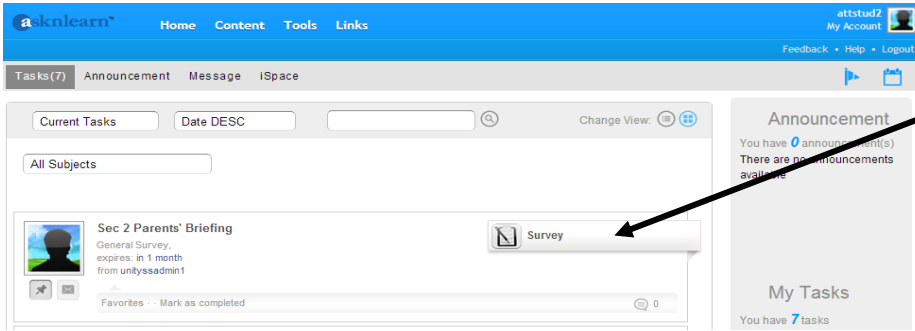 asknlearn
Home Content Tools Links
attstud2
My Account
Feedback • Help • Logout
Tasks(7) Announcement Message iSpace
Current Tasks Date DESC Change View:
All Subjects
Announcement
You have 0 announcement(s)
There are no announcements
available
Sec 2 Parents' Briefing
General Survey,
expires: in 1 month
from unityssadmin1
Survey
Favorites - - Mark as completed 0
My Tasks
You have 7 tasks